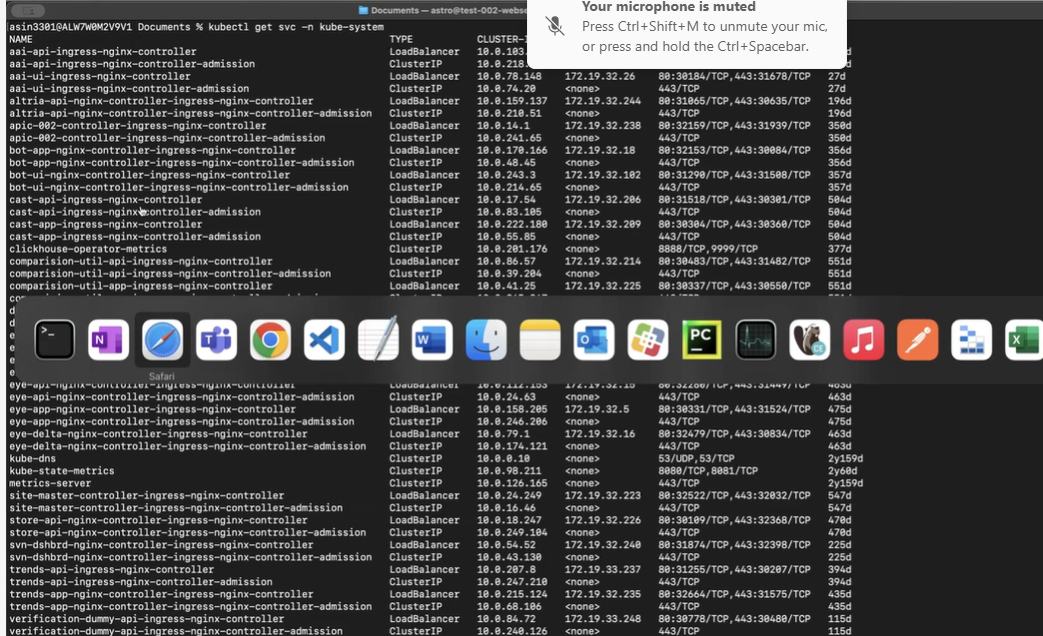 Documents — astro@test-002-webse
Your microphone is muted
Press Ctrl+Shift+M to unmute your mic,
or press and hold the Ctrl+Spacebar.
asin3301@ALW7W0M2V9V1 Documents % kubectl get svc -n kube-system
NAME TYPE CLUSTER-I
aai-api-ingress-nginx-controller LoadBalancer 10.0.103.
aai-api-ingress-nginx-controller-admission ClusterIP 10.0.218.
aai-ui-ingress-nginx-controller LoadBalancer 10.0.78.148 172.19.32.26 80:30184/TCP,443:31678/TCP 27d
aai-ui-ingress-nginx-controller-admission ClusterIP 10.0.74.20 <none> 443/TCP 27d
altria-api-nginx-controller-ingress-nginx-controller LoadBalancer 10.0.159.137 172.19.32.244 80:31065/TCP,443:30635/TCP 196d
altria-api-nginx-controller-ingress-nginx-controller-admission ClusterIP 10.0.210.51 <none> 443/TCP 196d
apic-002-controller-ingress-nginx-controller LoadBalancer 10.0.14.1 172.19.32.238 80:32159/TCP,443:31939/TCP 350d
apic-002-controller-ingress-nginx-controller-admission ClusterIP 10.0.241.65 <none> 443/TCP 350d
bot-app-nginx-controller-ingress-nginx-controller LoadBalancer 10.0.170.166 172.19.32.18 80:32153/TCP,443:30084/TCP 356d
bot-app-nginx-controller-ingress-nginx-controller-admission ClusterIP 10.0.48.45 <none> 443/TCP 356d
bot-ui-nginx-controller-ingress-nginx-controller LoadBalancer 10.0.243.3 172.19.32.102 80:31290/TCP,443:31508/TCP 357d
bot-ui-nginx-controller-ingress-nginx-controller-admission ClusterIP 10.0.214.65 <none> 443/TCP 357d
cast-api-ingress-nginx-controller LoadBalancer 10.0.17.54 172.19.32.206 80:31518/TCP,443:30301/TCP 504d
cast-api-ingress-nginx-controller-admission ClusterIP 10.0.83.105 <none> 443/TCP 504d
cast-app-ingress-nginx-controller LoadBalancer 10.0.222.180 172.19.32.209 80:30304/TCP,443:30360/TCP 504d
cast-app-ingress-nginx-controller-admission ClusterIP 10.0.55.85 <none> 443/TCP 504d
clickhouse-operator-metrics ClusterIP 10.0.201.176 <none> 8888/TCP,9999/TCP 377d
comparision-util-api-ingress-nginx-controller LoadBalancer 10.0.86.57 172.19.32.214 80:30483/TCP,443:31482/TCP 551d
comparision-util-api-ingress-nginx-controller-admission ClusterIP 10.0.39.204 <none> 443/TCP 551d
comparision-util-app-ingress-nginx-controller LoadBalancer 10.0.41.25 172.19.32.225 80:30337/TCP,443:30550/TCP 551d
Safari
eye-api-nginx-controller-ingress-nginx-controller LoadBalancer 10.0.112.153 172.19.32.15 80:32280/TCP,443:31449/TCP 463d
eye-api-nginx-controller-ingress-nginx-controller-admission ClusterIP 10.0.24.63 <none> 443/TCP 463d
eye-app-nginx-controller-ingress-nginx-controller LoadBalancer 10.0.158.205 172.19.32.5 80:30331/TCP,443:31524/TCP 475d
eye-app-nginx-controller-ingress-nginx-controller-admission ClusterIP 10.0.246.206 <none> 443/TCP 475d
eye-delta-nginx-controller-ingress-nginx-controller LoadBalancer 10.0.79.1 172.19.32.16 80:32479/TCP,443:30834/TCP 463d
eye-delta-nginx-controller-ingress-nginx-controller-admission ClusterIP 10.0.174.121 <none> 443/TCP 463d
kube-dns ClusterIP 10.0.0.10 <none> 53/UDP,53/TCP 2y159d
kube-state-metrics ClusterIP 10.0.98.211 <none> 8080/TCP,8081/TCP 2y60d
metrics-server ClusterIP 10.0.126.165 <none> 443/TCP 2y159d
site-master-controller-ingress-nginx-controller LoadBalancer 10.0.24.249 172.19.32.223 80:32522/TCP,443:32032/TCP 547d
site-master-controller-ingress-nginx-controller-admission ClusterIP 10.0.16.46 <none> 443/TCP 547d
store-api-nginx-controller-ingress-nginx-controller LoadBalancer 10.0.18.247 172.19.32.226 80:30109/TCP,443:32368/TCP 470d
store-api-nginx-controller-ingress-nginx-controller-admission ClusterIP 10.0.249.104 <none> 443/TCP 470d
svn-dshbrd-nginx-controller-ingress-nginx-controller LoadBalancer 10.0.54.52 172.19.32.240 80:31874/TCP,443:32398/TCP 225d
svn-dshbrd-nginx-controller-ingress-nginx-controller-admission ClusterIP 10.0.43.130 <none> 443/TCP 225d
trends-api-ingress-nginx-controller LoadBalancer 10.0.207.8 172.19.33.237 80:31255/TCP,443:30207/TCP 394d
trends-api-ingress-nginx-controller-admission ClusterIP 10.0.247.210 <none> 443/TCP 394d
trends-app-nginx-controller-ingress-nginx-controller LoadBalancer 10.0.215.124 172.19.32.235 80:32664/TCP,443:31575/TCP 435d
trends-app-nginx-controller-ingress-nginx-controller-admission ClusterIP 10.0.68.106 <none> 443/TCP 435d
verification-dummy-api-ingress-nginx-controller LoadBalancer 10.0.84.72 172.19.33.248 80:30778/TCP,443:30480/TCP 115d
verification-dummy-api-ingress-nginx-controller-admission ClusterIP 10.0.240.126 <none> 443/TCP 115d